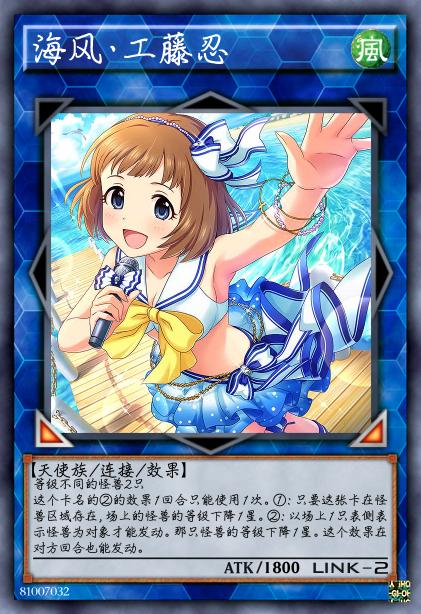 海风·工藤忍
風
【天使族/连接/效果】
等级不同的怪兽2只
这个卡名的②的效果1回合只能使用1次。①:只要这张卡在怪
兽区域存在,场上的怪兽的等级下降1星。②:以场上1只表侧表
示怪兽为对象才能发动。那只怪兽的等级下降1星。这个效果在
对方回合也能发动。
ATK/1800 LINK-2
81007032